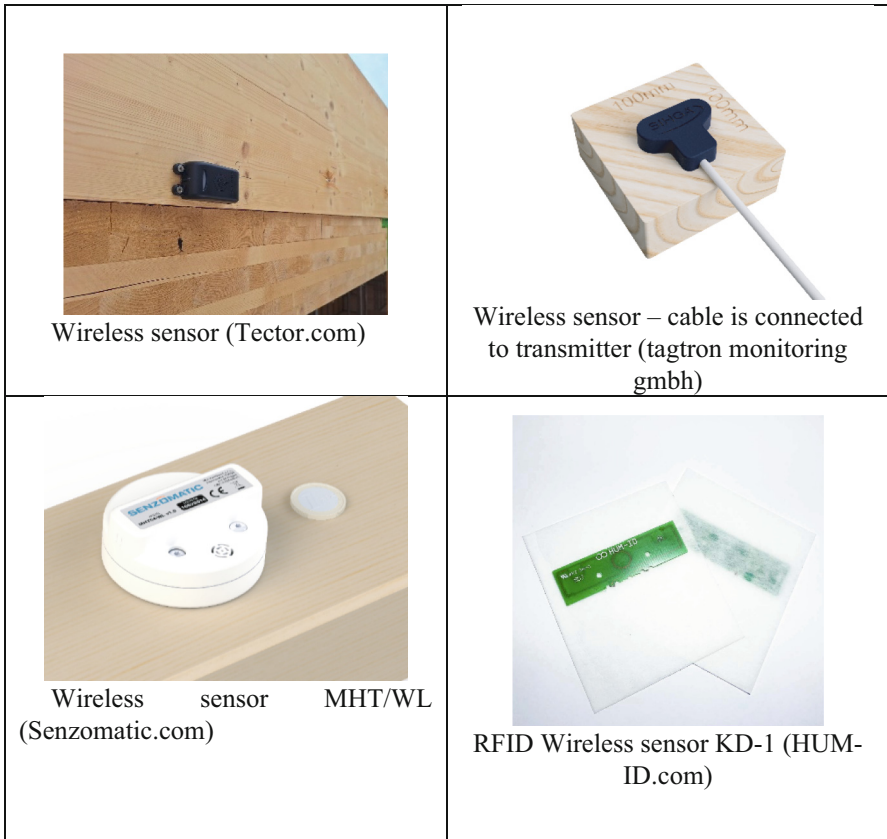 Wireless sensor (Tector.com)
100mm
Wireless sensor – cable is connected
to transmitter (tagtron monitoring
gmbh)
SENZOMATIC
CE
Wireless sensor MHT/WL
(Senzomatic.com)
HUM-ID
RFID Wireless sensor KD-1 (HUM-
ID.com)